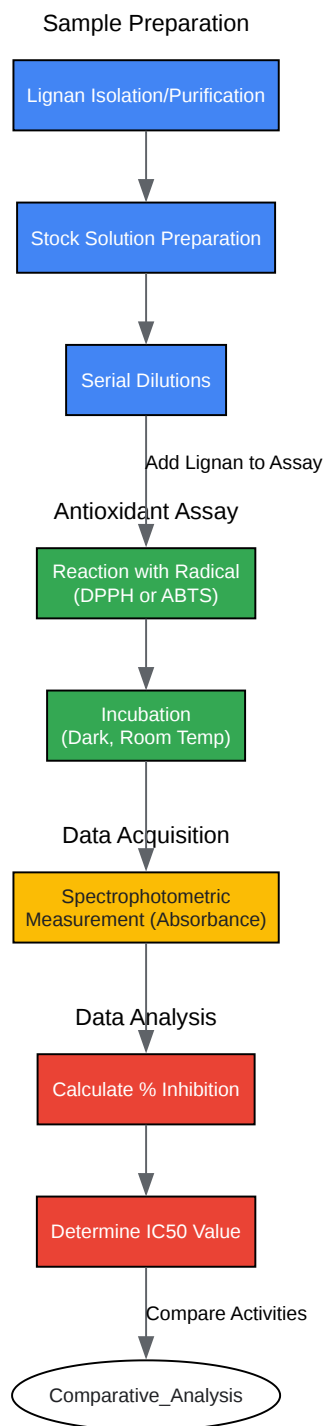 Sample Preparation
Lignan Isolation/Purification
Stock Solution Preparation
Serial Dilutions
Add Lignan to Assay
Antioxidant Assay
Reaction with Radical
(DPPH or ABTS)
Incubation
(Dark, Room Temp)
Data Acquisition
Spectrophotometric
Measurement (Absorbance)
Data Analysis
Calculate % Inhibition
Determine IC50 Value
Compare Activities
Comparative_Analysis